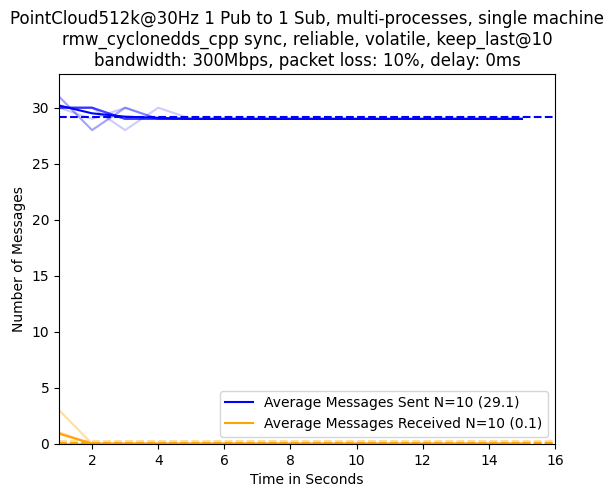 PointCloud512k@30Hz 1 Pub to 1 Sub, multi-processes, single machine
rmw_cyclonedds_cpp sync, reliable, volatile, keep_last@10
bandwidth: 300Mbps, packet loss: 10%, delay: 0ms
Number of Messages
30
25
20
15
10
5
0
Average Messages Sent N=10 (29.1)
Average Messages Received N=10 (0.1)
2 4 6 8 10 12 14 16
Time in Seconds